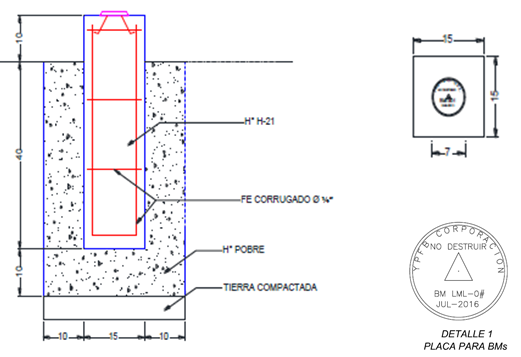 10
40
10
10
15
10
H° H-21
FE CORRUGADO Ø ¼"
H° POBRE
TIERRA COMPACTADA
15
15
7
YPFB CORPORACIÓN
NO DESTRUIR
BM LML-0#
JUL-2016
DETALLE 1
PLACA PARA BMs